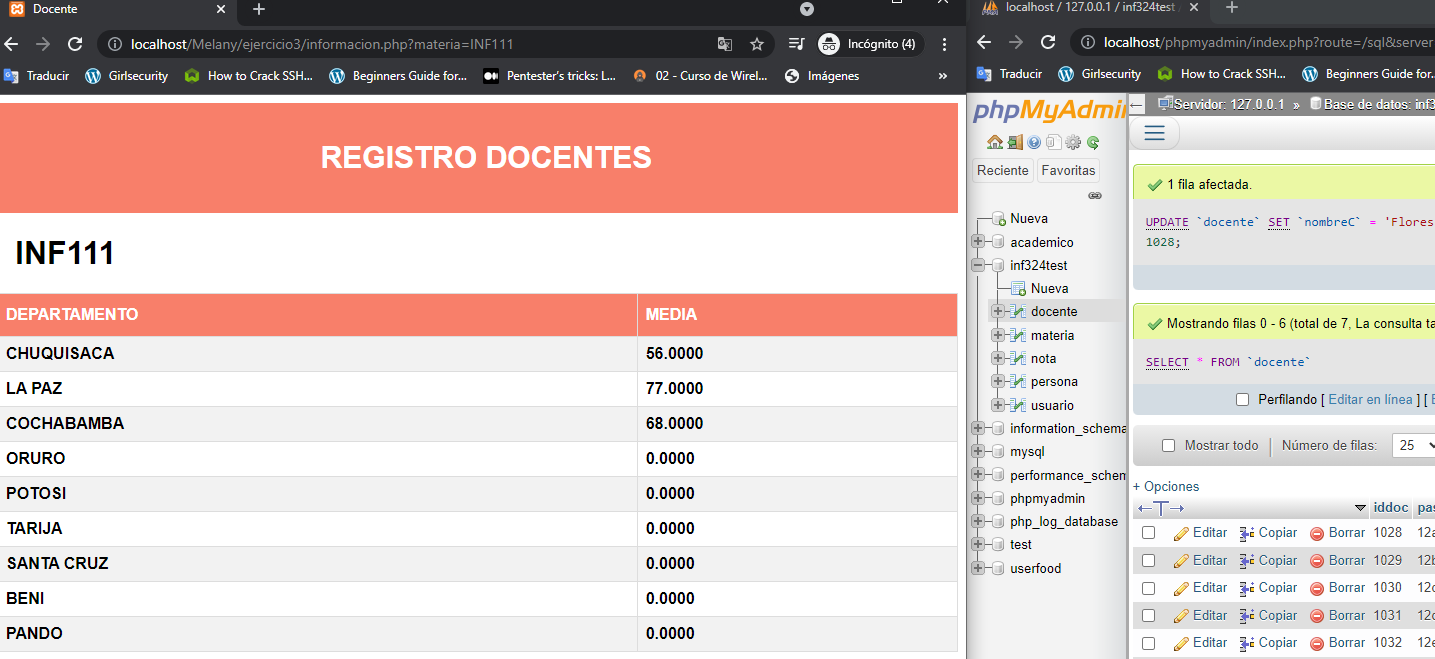 Docente
localhost/Melany/ejercicio3/informacion.php?materia=INF111
Incógnito (4)
Traducir
Girlsecurity
How to Crack SSH...
Beginners Guide for...
Pentester's tricks: L...
02 - Curso de Wirel...
Imágenes
»
REGISTRO DOCENTES
INF111
DEPARTAMENTO MEDIA
CHUQUISACA 56.0000
LA PAZ 77.0000
COCHABAMBA 68.0000
ORURO 0.0000
POTOSI 0.0000
TARIJA 0.0000
SANTA CRUZ 0.0000
BENI 0.0000
PANDO 0.0000
localhost / 127.0.0.1 / inf324test
localhost/phpmyadmin/index.php?route=/sql&server
Traducir
Girlsecurity
How to Crack SSH...
Beginners Guide for
phpMyAdmin
Reciente Favoritas
Nueva
academico
inf324test
Nueva
docente
materia
nota
persona
usuario
information_schema
mysql
performance_schem
phpmyadmin
php_log_database
test
userfood
Servidor: 127.0.0.1 » Base de datos: inf3
1 fila afectada.
UPDATE `docente` SET `nombreC` = 'Flores
1028;
Mostrando filas 0 - 6 (total de 7, La consulta ta
SELECT * FROM `docente`
Perfilando [ Editar en línea ] [
Mostrar todo Número de filas: 25
+ Opciones
iddoc pas
Editar Copiar Borrar 1028 12a
Editar Copiar Borrar 1029 12b
Editar Copiar Borrar 1030 12c
Editar Copiar Borrar 1031 12d
Editar Copiar Borrar 1032 12e